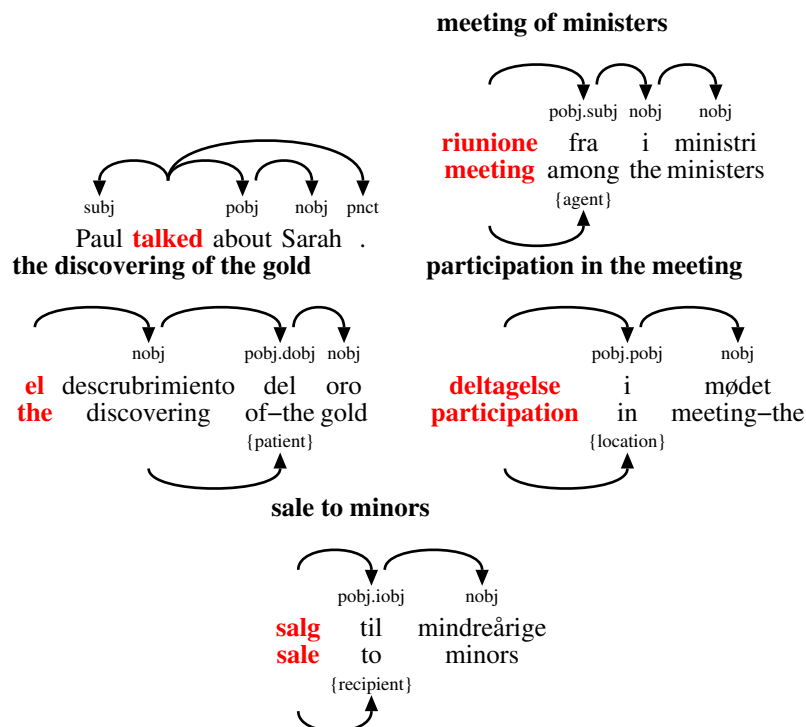 meeting of ministers
pobj.subj nobj nobj
riunione fra i ministri
meeting among the ministers
{agent}
subj pobj nobj pnct
Paul talked about Sarah .
the discovering of the gold
nobj pobj.dobj nobj
el descrubrimiento del oro
the discovering of−the gold
{patient}
participation in the meeting
pobj.pobj nobj
deltagelse i mødet
participation in meeting−the
{location}
sale to minors
pobj.iobj nobj
salg til mindreårige
sale to minors
{recipient}